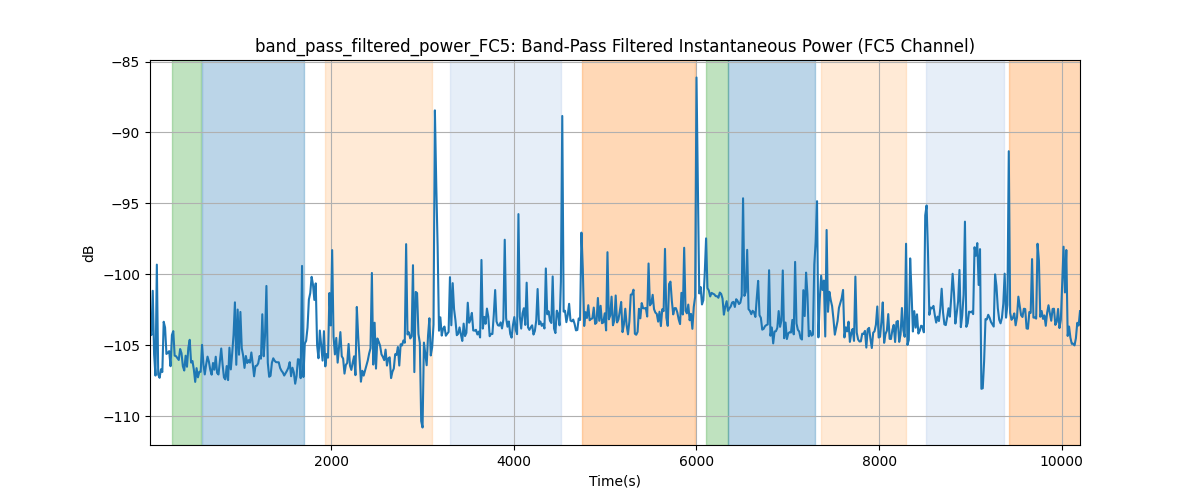 band_pass_filtered_power_FC5: Band-Pass Filtered Instantaneous Power (FC5 Channel)
−85
−90
−95
−100
−105
−110
dB
2000 4000 6000 8000 10000
Time(s)